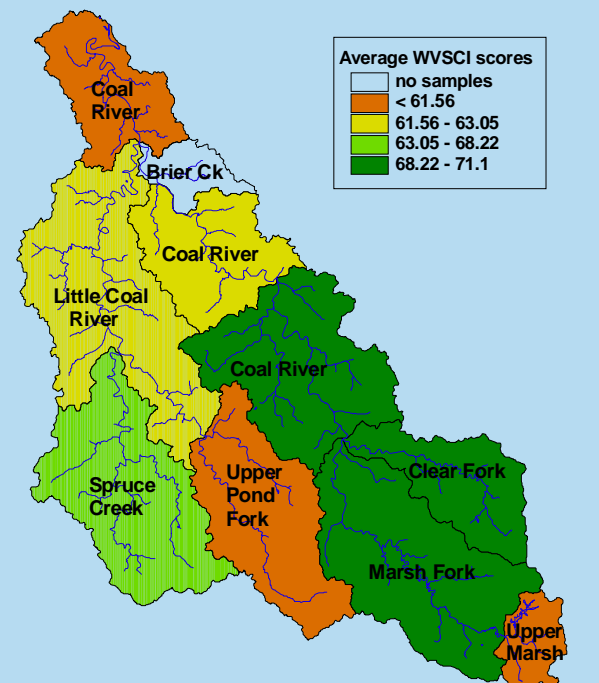 Average WVSCI scores
no samples
< 61.56
61.56 - 63.05
63.05 - 68.22
68.22 - 71.1
Coal
River
Brier Ck
Coal River
Little Coal
River
Coal River
Clear Fork
Upper
Pond
Fork
Spruce
Creek
Marsh Fork
Upper
Marsh